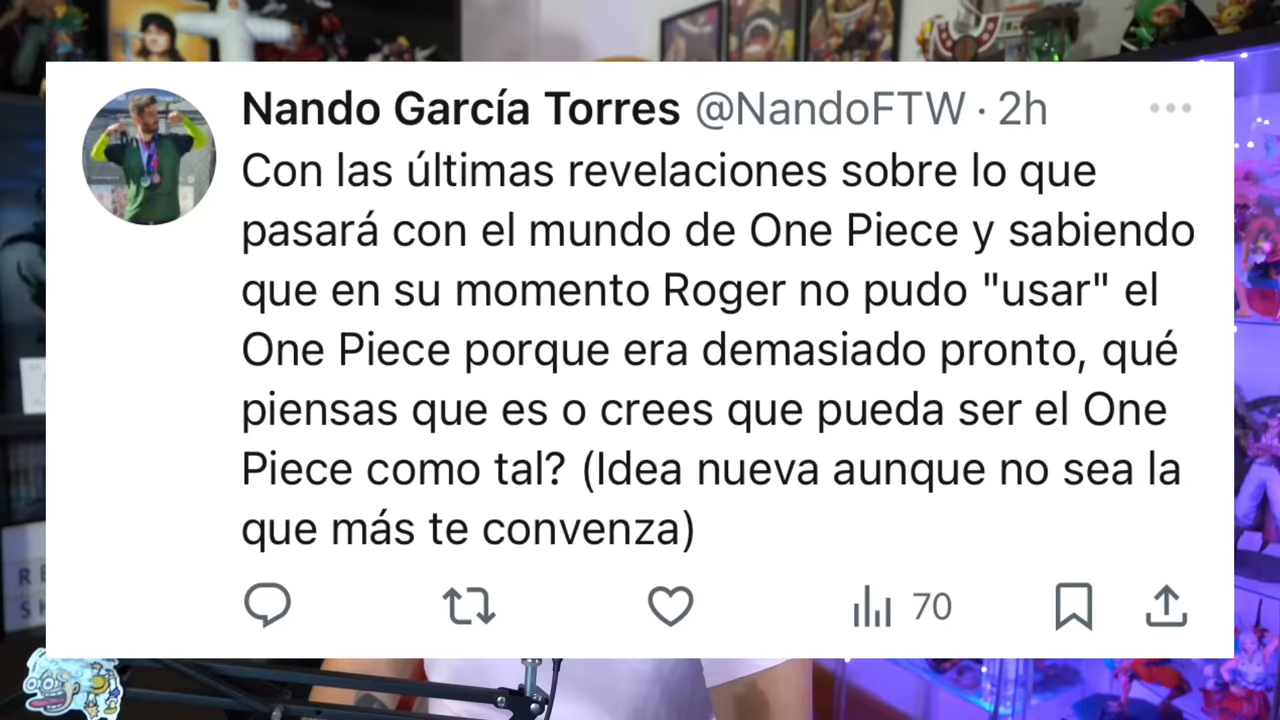 Nando García Torres @NandoFTW · 2h
Con las últimas revelaciones sobre lo que
pasará con el mundo de One Piece y sabiendo
que en su momento Roger no pudo "usar" el
One Piece porque era demasiado pronto, qué
piensas que es o crees que pueda ser el One
Piece como tal? (Idea nueva aunque no sea la
que más te convenza)
70